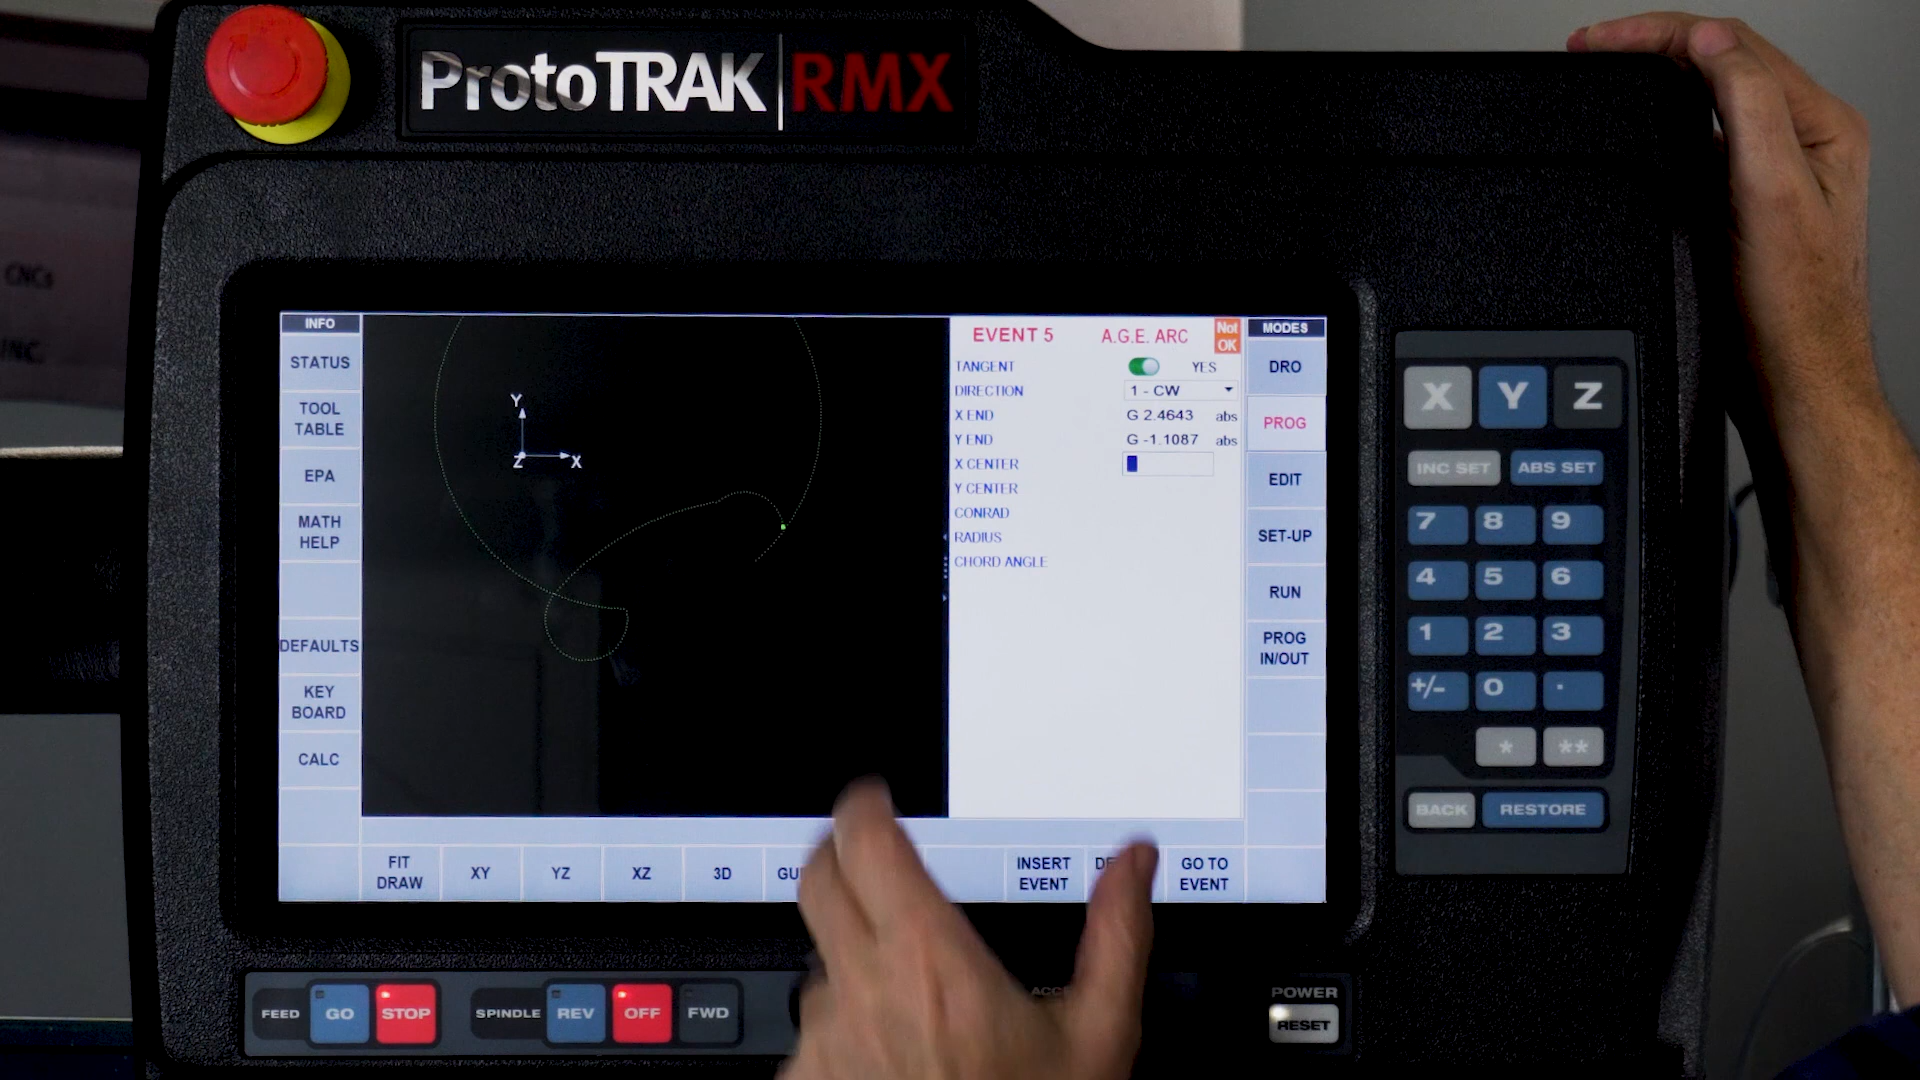 ProtoTRAK RMX
CNCs
INC.
INFO
STATUS
TOOL
TABLE
EPA
MATH
HELP
DEFAULTS
KEY
BOARD
CALC
Y
Z X
EVENT 5 A.G.E. ARC Not
OK
TANGENT YES
DIRECTION 1 - CW
X END G 2.4643 abs
Y END G -1.1087 abs
X CENTER
Y CENTER
CONRAD
RADIUS
CHORD ANGLE
MODES
DRO
PROG
EDIT
SET-UP
RUN
PROG
IN/OUT
FIT
DRAW
XY
YZ
XZ
3D
INSERT
EVENT
GO TO
EVENT
X Y Z
INC SET ABS SET
7 8 9
4 5 6
1 2 3
+/- 0 .
* **
BACK RESTORE
FEED GO STOP
SPINDLE REV OFF FWD
POWER
RESET